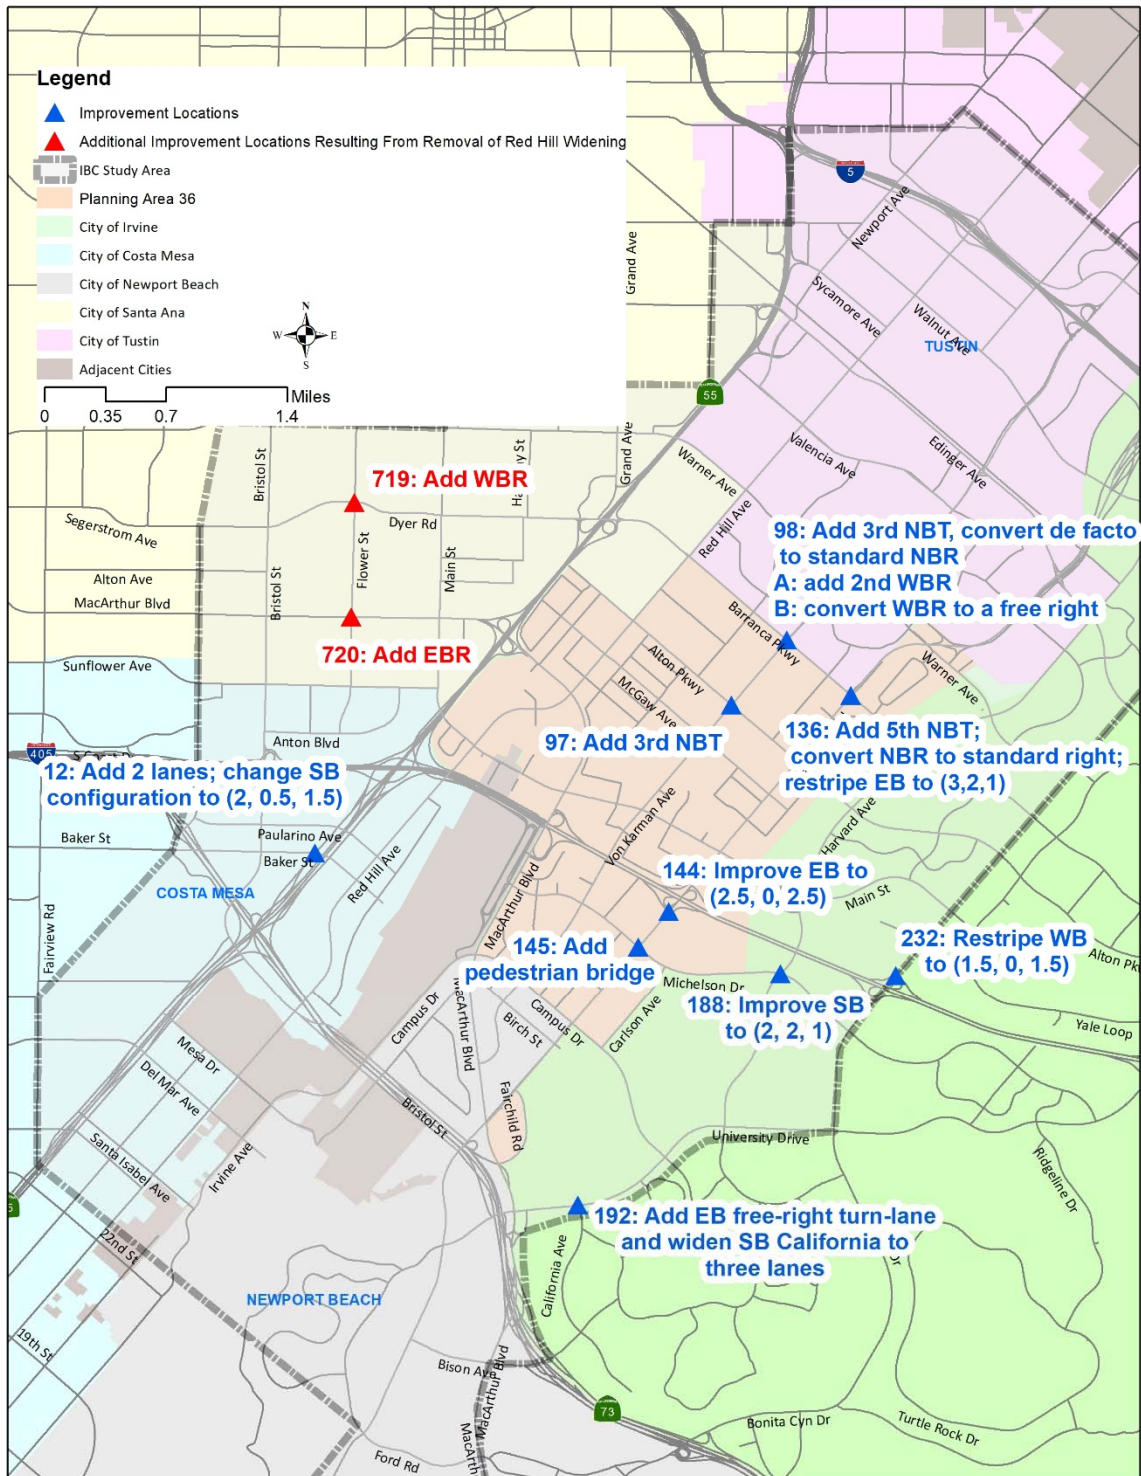 Legend
Improvement Locations
Additional Improvement Locations Resulting From Removal of Red Hill Widening
IBC Study Area
Planning Area 36
City of Irvine
City of Costa Mesa
City of Newport Beach
City of Santa Ana
City of Tustin
Adjacent Cities
N
W E
S
Miles
0 0.35 0.7 1.4
5
Newport Ave
Grand Ave
Sycamore Ave
Walnut Ave
TUSTIN
55
Bristol St
Grand Ave
Warner Ave
Valencia Ave
Edinger Ave
719: Add WBR
Segerstrom Ave
Dyer Rd
Red Hill Ave
98: Add 3rd NBT, convert de facto
to standard NBR
A: add 2nd WBR
B: convert WBR to a free right
Alton Ave
MacArthur Blvd
Bristol St
Flower St
Main St
Barranca Pkwy
720: Add EBR
Sunflower Ave
Alton Pkwy
McGaw Ave
Warner Ave
97: Add 3rd NBT
136: Add 5th NBT;
convert NBR to standard right;
restripe EB to (3,2,1)
Anton Blvd
405
12: Add 2 lanes; change SB
configuration to (2, 0.5, 1.5)
Baker St
Paularino Ave
Baker St
Red Hill Ave
Von Karman Ave
Harvard Ave
COSTA MESA
Fairview Rd
MacArthur Blvd
144: Improve EB to
(2.5, 0, 2.5)
Main St
145: Add
pedestrian bridge
232: Restripe WB
to (1.5, 0, 1.5)
Michelson Dr
188: Improve SB
to (2, 2, 1)
Yale Loop
Campus Dr
MacArthur Blvd
Birch St
Campus Dr
Carlson Ave
Mesa Dr
Del Mar Ave
Bristol St
Fairchild Rd
University Drive
Ridgeline Dr
Santa Isabel Ave
Irvine Ave
22nd St
192: Add EB free-right turn-lane
and widen SB California to
three lanes
California Ave
Dr
NEWPORT BEACH
19th St
Bison Ave
MacArthur Blvd
73
Bonita Cyn Dr
Turtle Rock Dr
Ford Rd